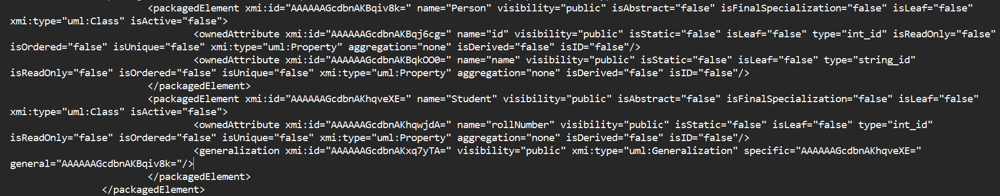 <packagedElement xmi:id="AAAAAAGcdbnAKBqiv8k=" name="Person" visibility="public" isAbstract="false" isFinalSpecialization="false" isLeaf="false"
xmi:type="uml:Class" isActive="false">
<ownedAttribute xmi:id="AAAAAAGcdbnAKBqj6cg=" name="id" visibility="public" isStatic="false" isLeaf="false" type="int_id" isReadOnly="false"
isOrdered="false" isUnique="false" xmi:type="uml:Property" aggregation="none" isDerived="false" isID="false"/>
<ownedAttribute xmi:id="AAAAAAGcdbnAKBqkOO0=" name="name" visibility="public" isStatic="false" isLeaf="false" type="string_id"
isReadOnly="false" isOrdered="false" isUnique="false" xmi:type="uml:Property" aggregation="none" isDerived="false" isID="false"/>
</packagedElement>
<packagedElement xmi:id="AAAAAAGcdbnAKhqveXE=" name="Student" visibility="public" isAbstract="false" isFinalSpecialization="false" isLeaf="false"
xmi:type="uml:Class" isActive="false">
<ownedAttribute xmi:id="AAAAAAGcdbnAKhqwjdA=" name="rollNumber" visibility="public" isStatic="false" isLeaf="false" type="int_id"
isReadOnly="false" isOrdered="false" isUnique="false" xmi:type="uml:Property" aggregation="none" isDerived="false" isID="false"/>
<generalization xmi:id="AAAAAAGcdbnAKxq7yTA=" visibility="public" xmi:type="uml:Generalization" specific="AAAAAAGcdbnAKhqveXE="
general="AAAAAAGcdbnAKBqiv8k="/>
</packagedElement>
</packagedElement>